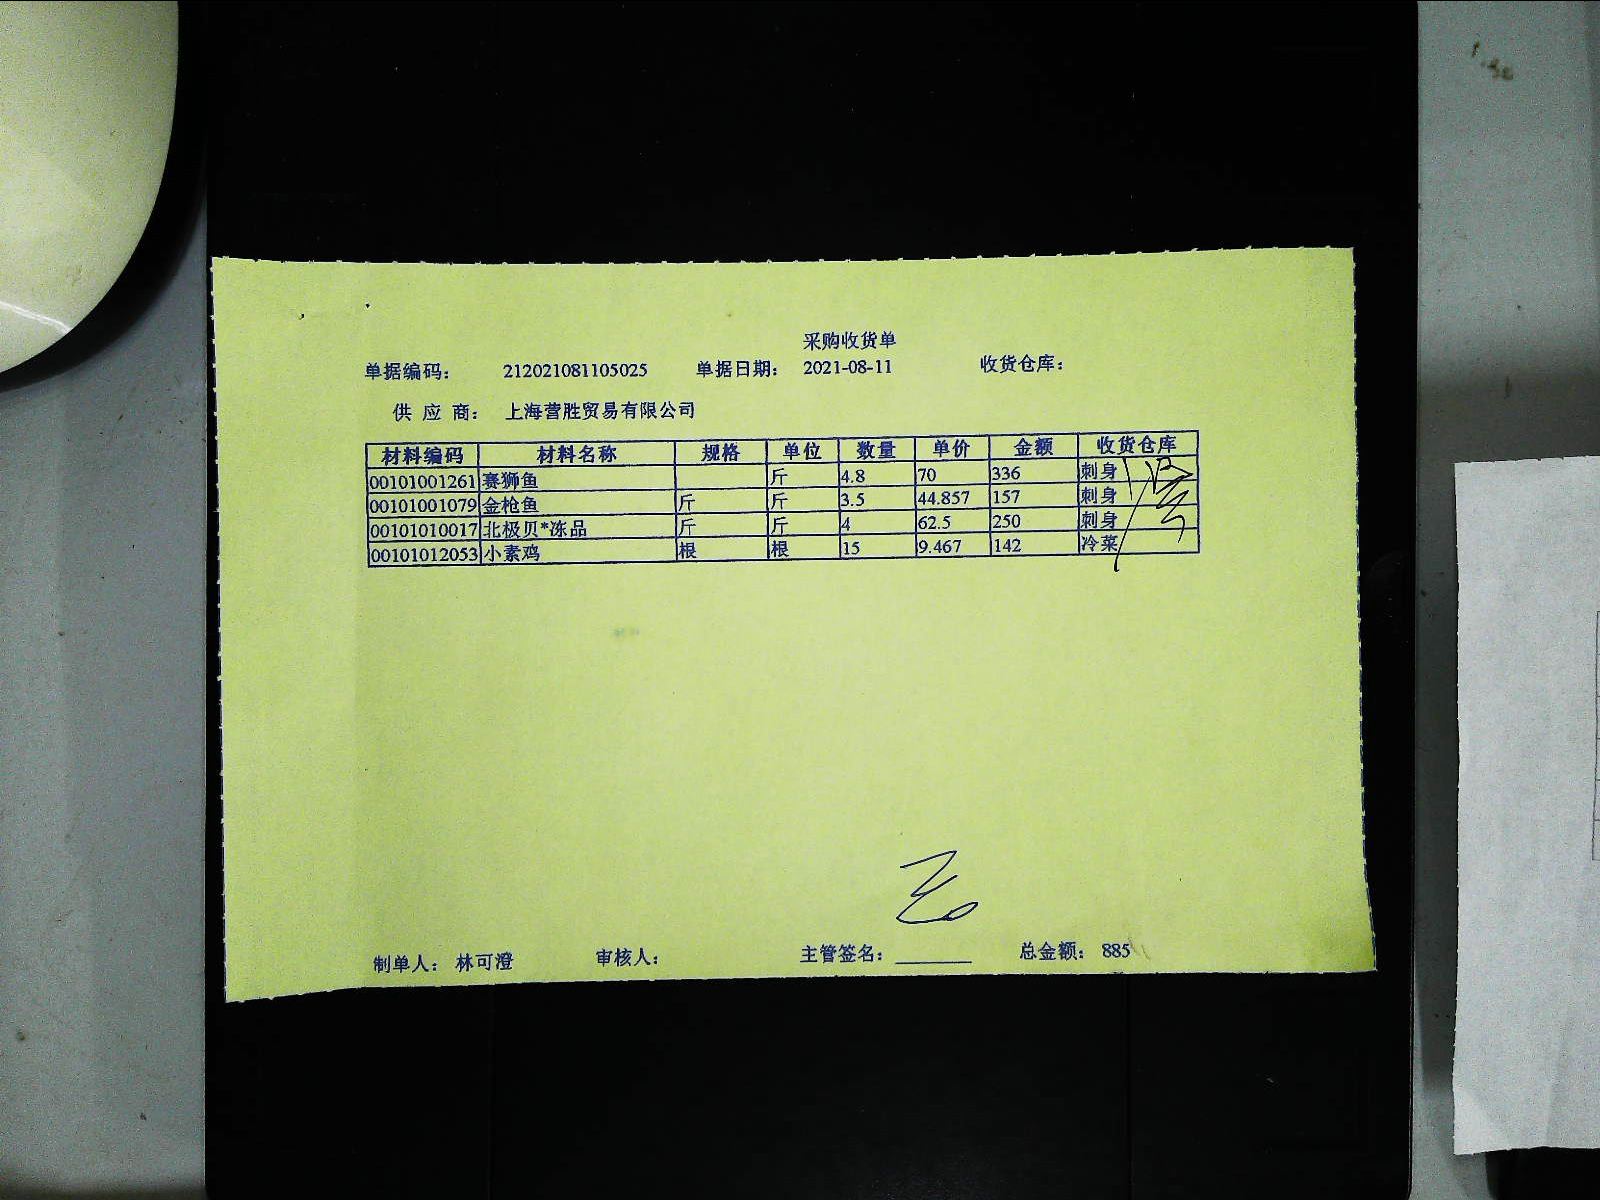 采购收货单
单据编码： 212021081105025 单据日期： 2021-08-11 收货仓库：
供 应 商： 上海营胜贸易有限公司
材料编码 材料名称 规格 单位 数量 单价 金额 收货仓库
00101001261 赛狮鱼 斤 4.8 70 336 刺身
00101001079 金枪鱼 斤 斤 3.5 44.857 157 刺身
00101010017 北极贝*冻品 斤 斤 4 62.5 250 刺身
00101012053 小素鸡 根 根 15 9.467 142 冷菜
制单人： 林可澄 审核人： 主管签名： 总金额： 885